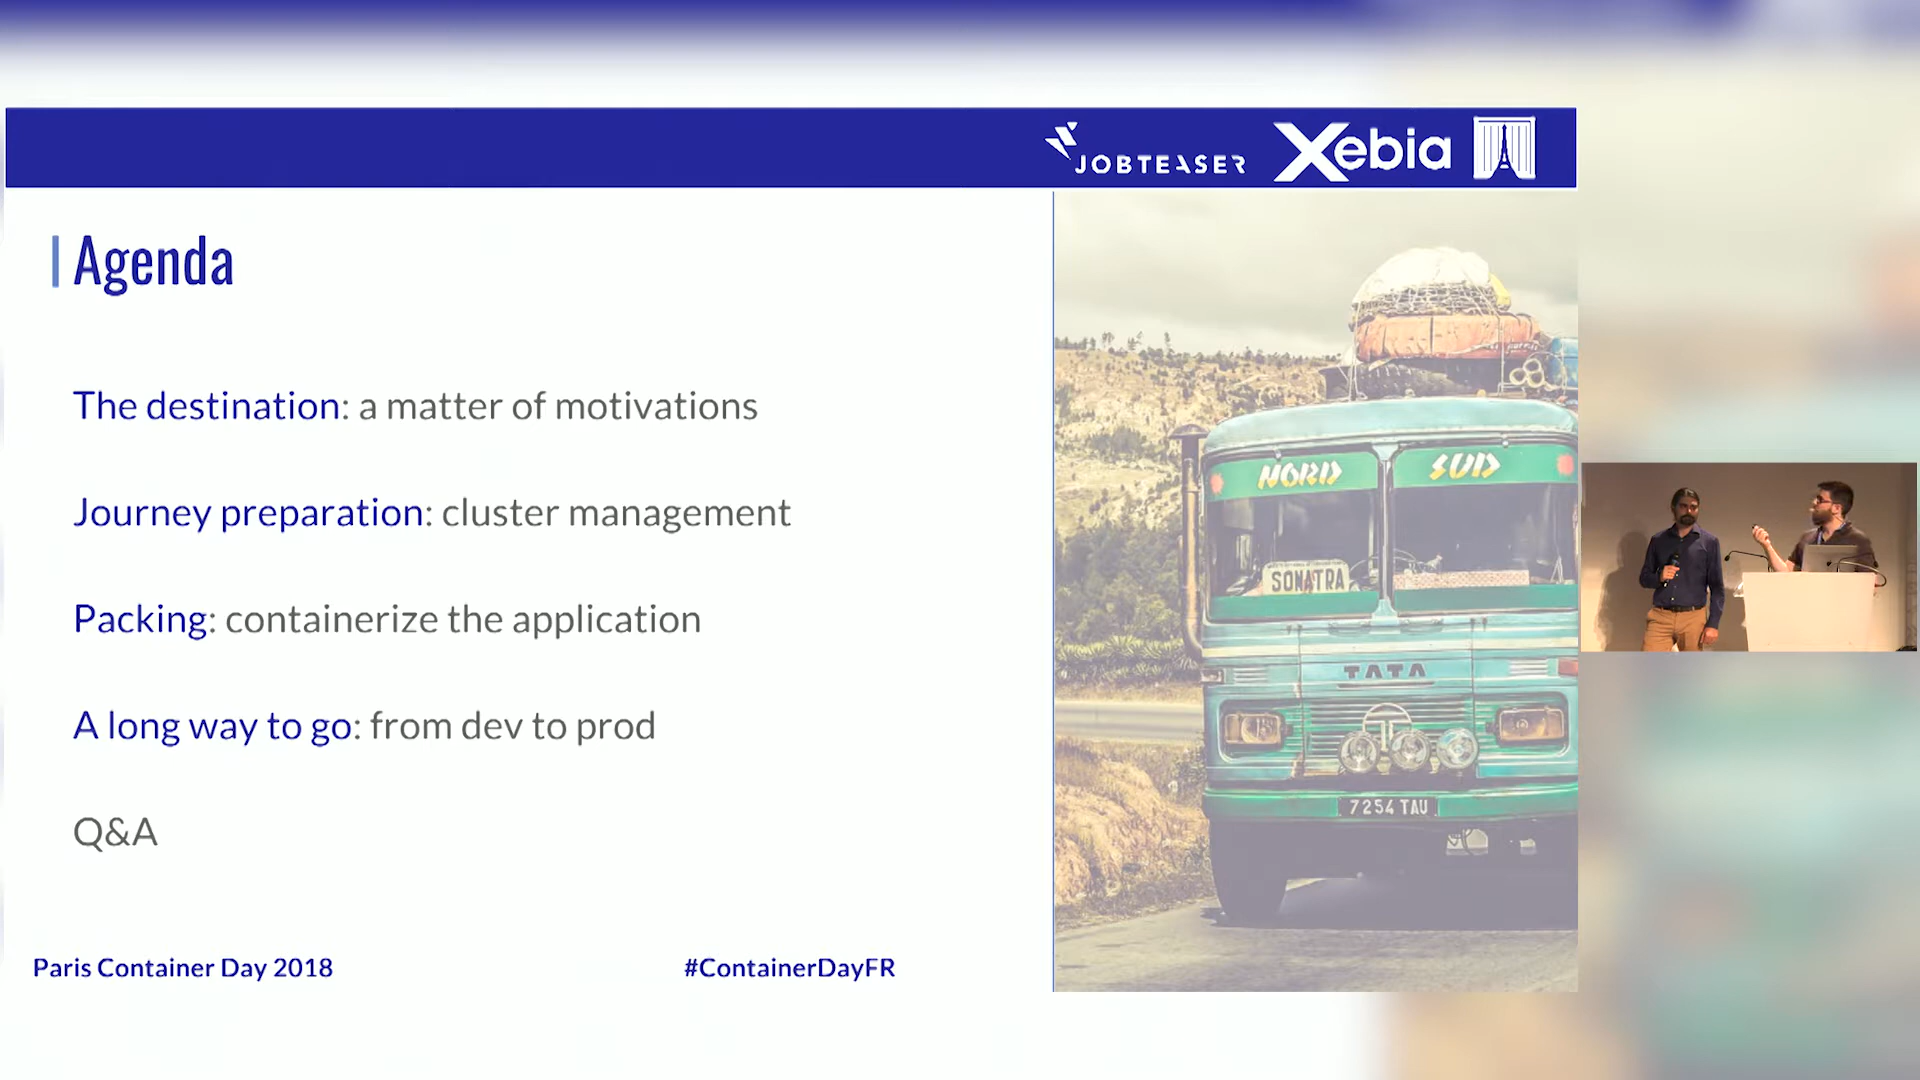 JOBTEASER
Xebia
Agenda
The destination: a matter of motivations
Journey preparation: cluster management
Packing: containerize the application
A long way to go: from dev to prod
Q&A
Paris Container Day 2018
#ContainerDayFR
NORD
SUD
SONATRA
TATA
7254 TAU